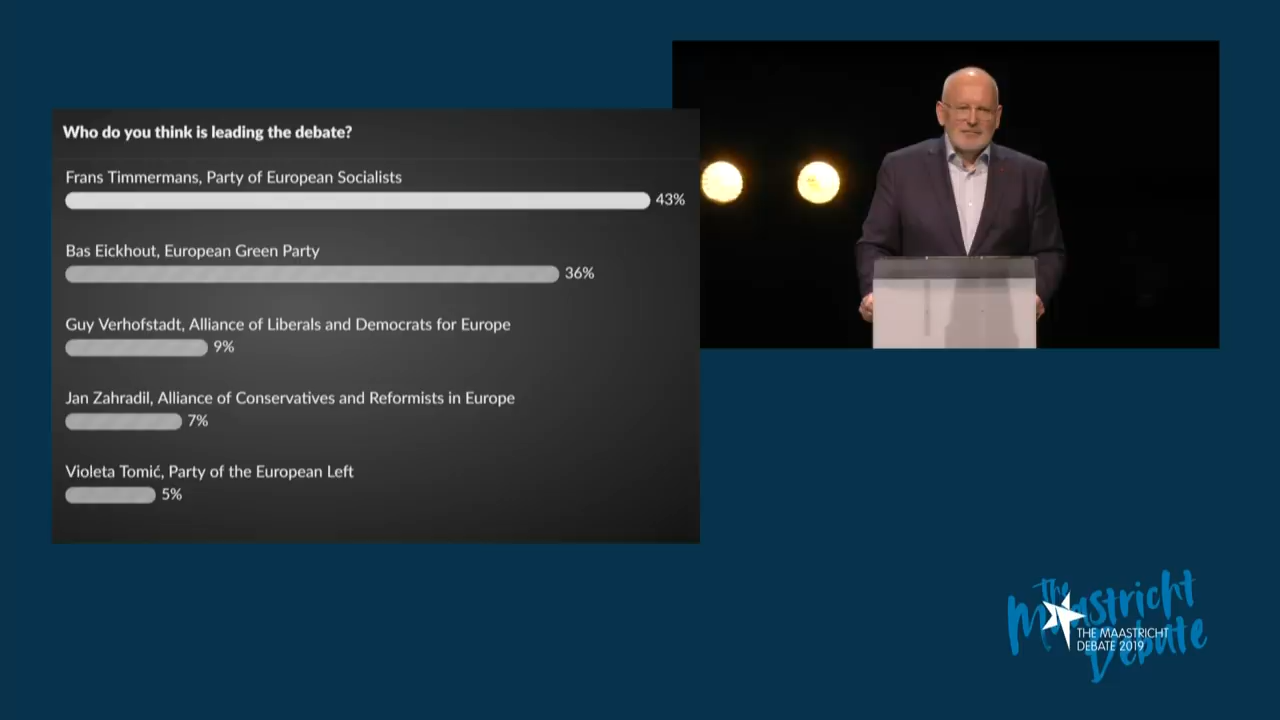 Who do you think is leading the debate?
Frans Timmermans, Party of European Socialists
43%
Bas Eickhout, European Green Party
36%
Guy Verhofstadt, Alliance of Liberals and Democrats for Europe
9%
Jan Zahradil, Alliance of Conservatives and Reformists in Europe
7%
Violeta Tomić, Party of the European Left
5%
The
Maastricht
Debate
THE MAASTRICHT
DEBATE 2019